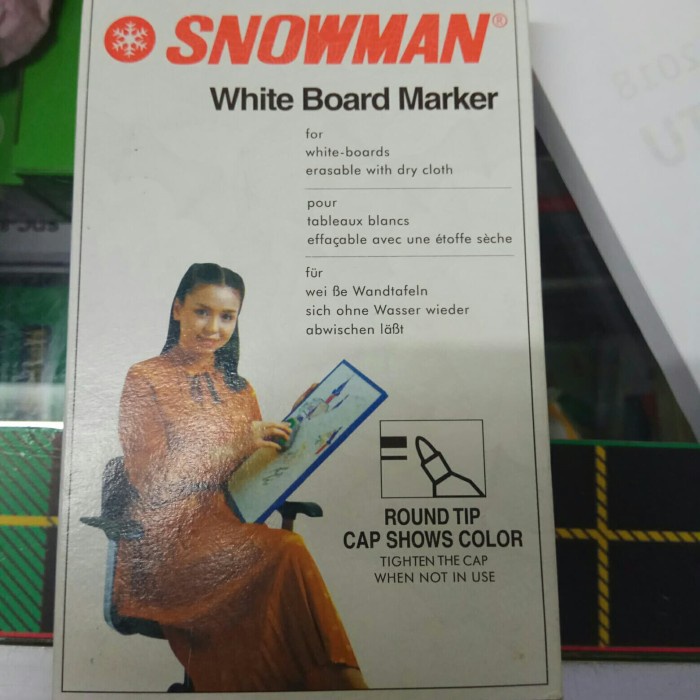 SNOWMAN®
White Board Marker
for
white-boards
erasable with dry cloth
pour
tableaux blancs
effaçable avec une étoffe sèche
für
wei ße Wandtafeln
sich ohne Wasser wieder
abwischen läßt
ROUND TIP
CAP SHOWS COLOR
TIGHTEN THE CAP
WHEN NOT IN USE
2018